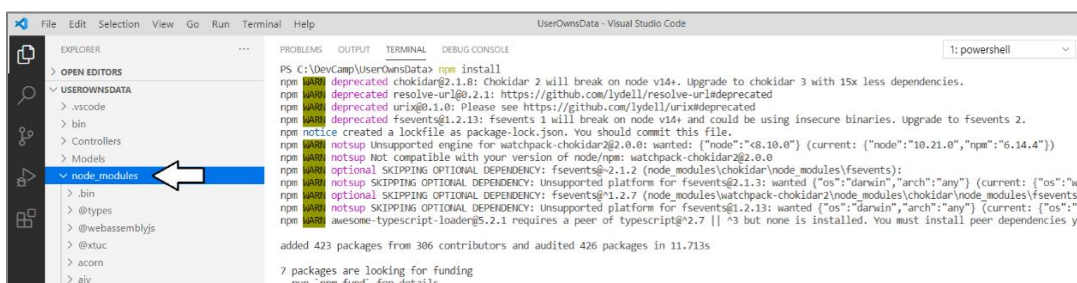 File Edit Selection View Go Run Terminal Help
UserOwnsData - Visual Studio Code
EXPLORER
OPEN EDITORS
USEROWNSDATA
.vscode
bin
Controllers
Models
node_modules
.bin
@types
@webassemblyjs
@xtuc
acorn
ajv
PROBLEMS OUTPUT TERMINAL DEBUG CONSOLE
1: powershell
PS C:\DevCamp\UserOwnsData> npm install
npm WARN deprecated chokidar@2.1.8: Chokidar 2 will break on node v14+. Upgrade to chokidar 3 with 15x less dependencies.
npm WARN deprecated resolve-url@0.2.1: https://github.com/lydell/resolve-url#deprecated
npm WARN deprecated urix@0.1.0: Please see https://github.com/lydell/urix#deprecated
npm WARN deprecated fsevents@1.2.13: fsevents 1 will break on node v14+ and could be using insecure binaries. Upgrade to fsevents 2.
npm notice created a lockfile as package-lock.json. You should commit this file.
npm WARN notsup Unsupported engine for watchpack-chokidar2@2.0.0: wanted: {"node":"<8.10.0"} (current: {"node":"10.21.0","npm":"6.14.4"})
npm WARN notsup Not compatible with your version of node/npm: watchpack-chokidar2@2.0.0
npm WARN optional SKIPPING OPTIONAL DEPENDENCY: fsevents@~2.1.2 (node_modules\chokidar\node_modules\fsevents):
npm WARN notsup SKIPPING OPTIONAL DEPENDENCY: Unsupported platform for fsevents@2.1.3: wanted {"os":"darwin","arch":"any"} (current: {"os":"w
npm WARN optional SKIPPING OPTIONAL DEPENDENCY: fsevents@^1.2.7 (node_modules\watchpack-chokidar2\node_modules\chokidar\node_modules\fsevents
npm WARN notsup SKIPPING OPTIONAL DEPENDENCY: Unsupported platform for fsevents@1.2.13: wanted {"os":"darwin","arch":"any"} (current: {"os":"
npm WARN awesome-typescript-loader@5.2.1 requires a peer of typescript@^2.7 || ^3 but none is installed. You must install peer dependencies y
added 423 packages from 306 contributors and audited 426 packages in 11.713s
7 packages are looking for funding
run `npm fund` for details